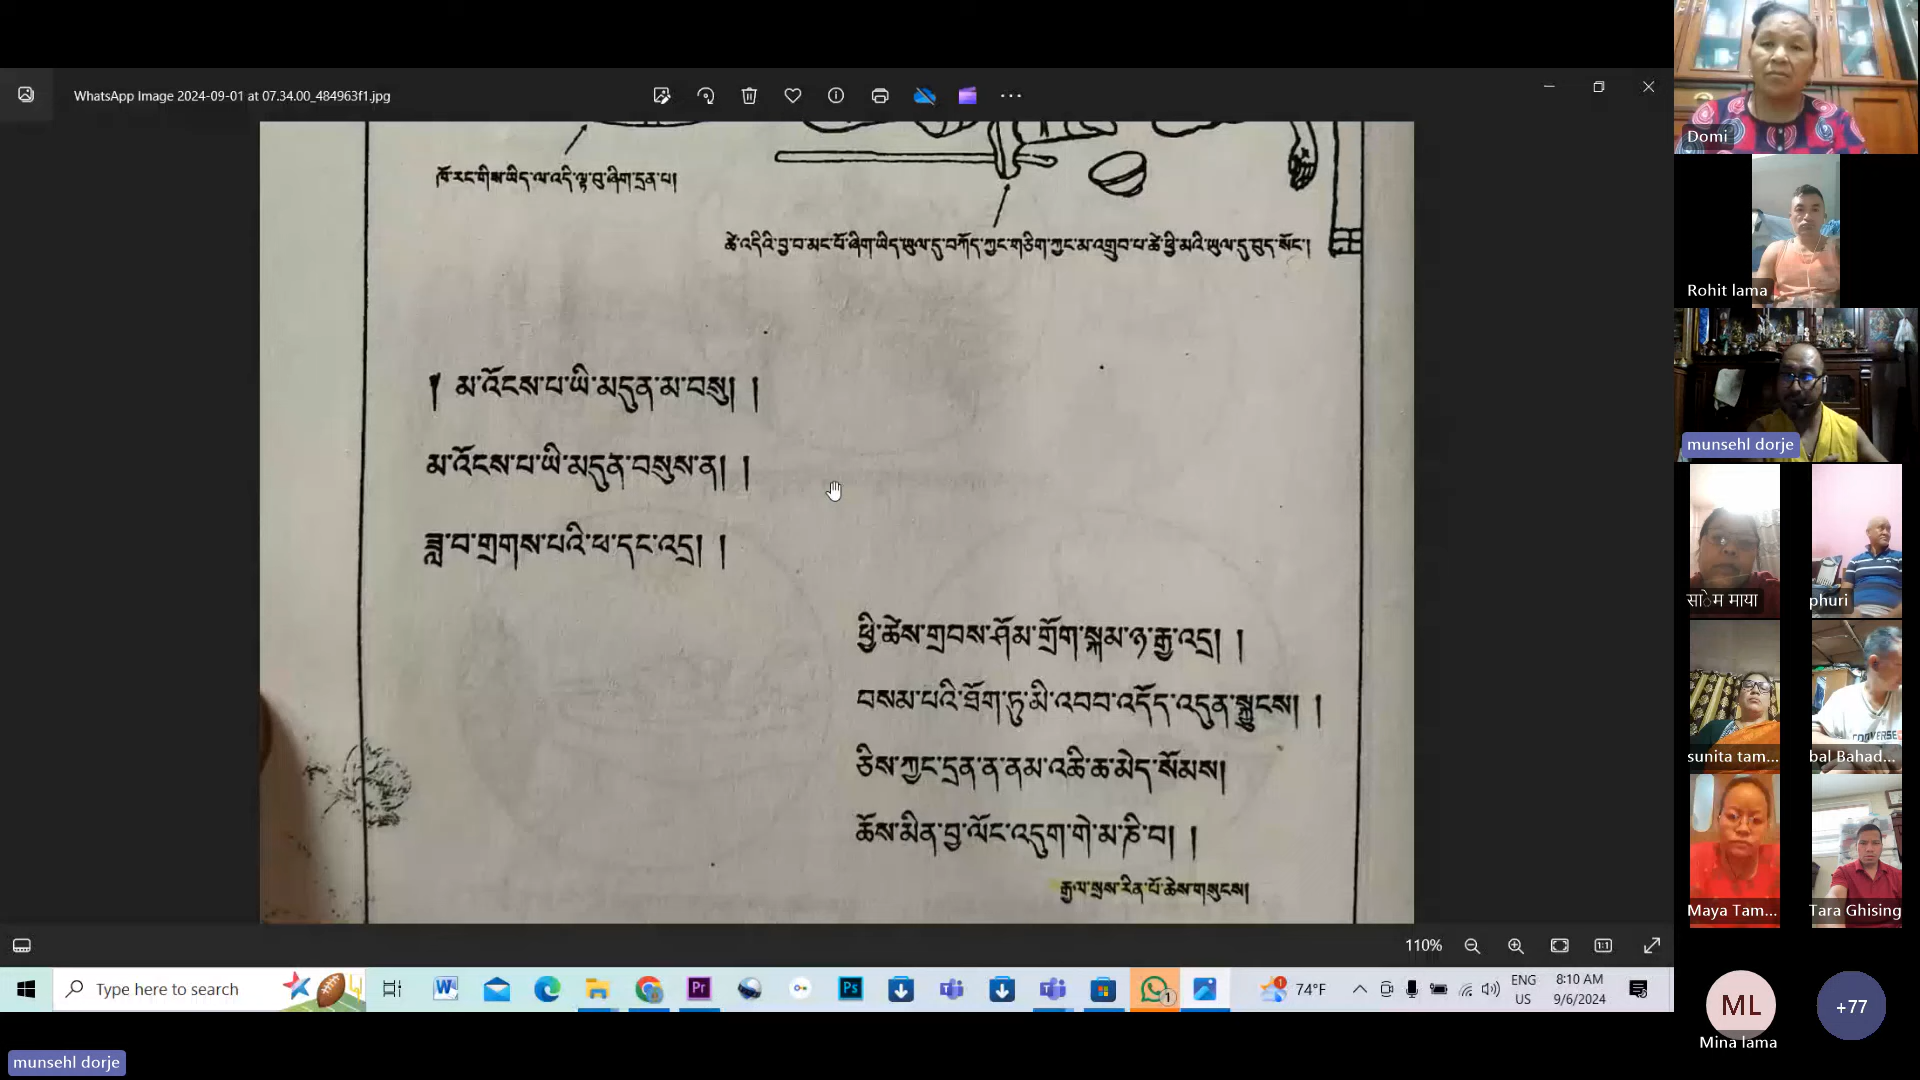 WhatsApp Image 2024-09-01 at 07.34.00_484963f1.jpg
ཁོ་རང་གིས་ཡིད་ལ་འདི་ལྟ་བུ་ཞིག་དྲན་པ།
ཚེ་འདིའི་བྱ་བ་མང་པོ་ཞིག་ཡིད་ཡུལ་དུ་བཀོད་ཀྱང་གཅིག་ཀྱང་མ་འགྲུབ་པ་ཚེ་ཕྱི་མའི་ཡུལ་དུ་བུད་སོང་།
། མ་འོངས་པ་ཡི་མདུན་མ་བསུ། །
མ་འོངས་པ་ཡི་མདུན་བསུས་ན། །
ཟླ་བ་གྲགས་པའི་ཕ་དང་འདྲ། །
ཕྱི་ཚེས་གྲབས་ཤོམ་གྲོག་སྐམ་ཉ་རྒྱ་འདྲ། །
བསམ་པའི་ཐོག་ཏུ་མི་འབབ་འདོད་འདུན་སྐྱུངས། །
ཅིས་ཀྱང་དྲན་ན་ནམ་འཆི་ཆ་མེད་སོམས།
ཆོས་མིན་བྱ་ལོང་འདུག་གེ་མ་ཎི་བ། །
རྒྱལ་སྲས་རིན་པོ་ཆེས་གསུངས།
110%
1:1
Type here to search
74°F
ENG
US
8:10 AM
9/6/2024
munsehl dorje
Domi
Rohit lama
munsehl dorje
सोम माया
phuri
sunita tam...
bal Bahad...
Maya Tam...
Tara Ghising
ML
Mina lama
+77